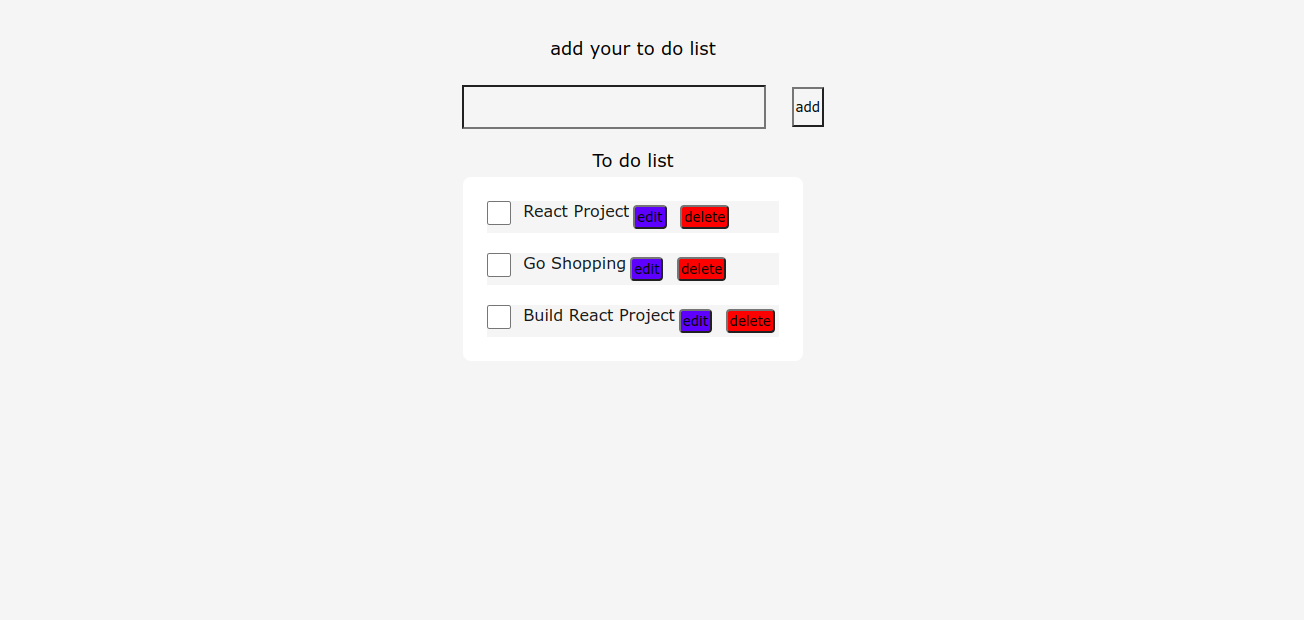 add your to do list
add
To do list
React Project edit delete
Go Shopping edit delete
Build React Project edit delete